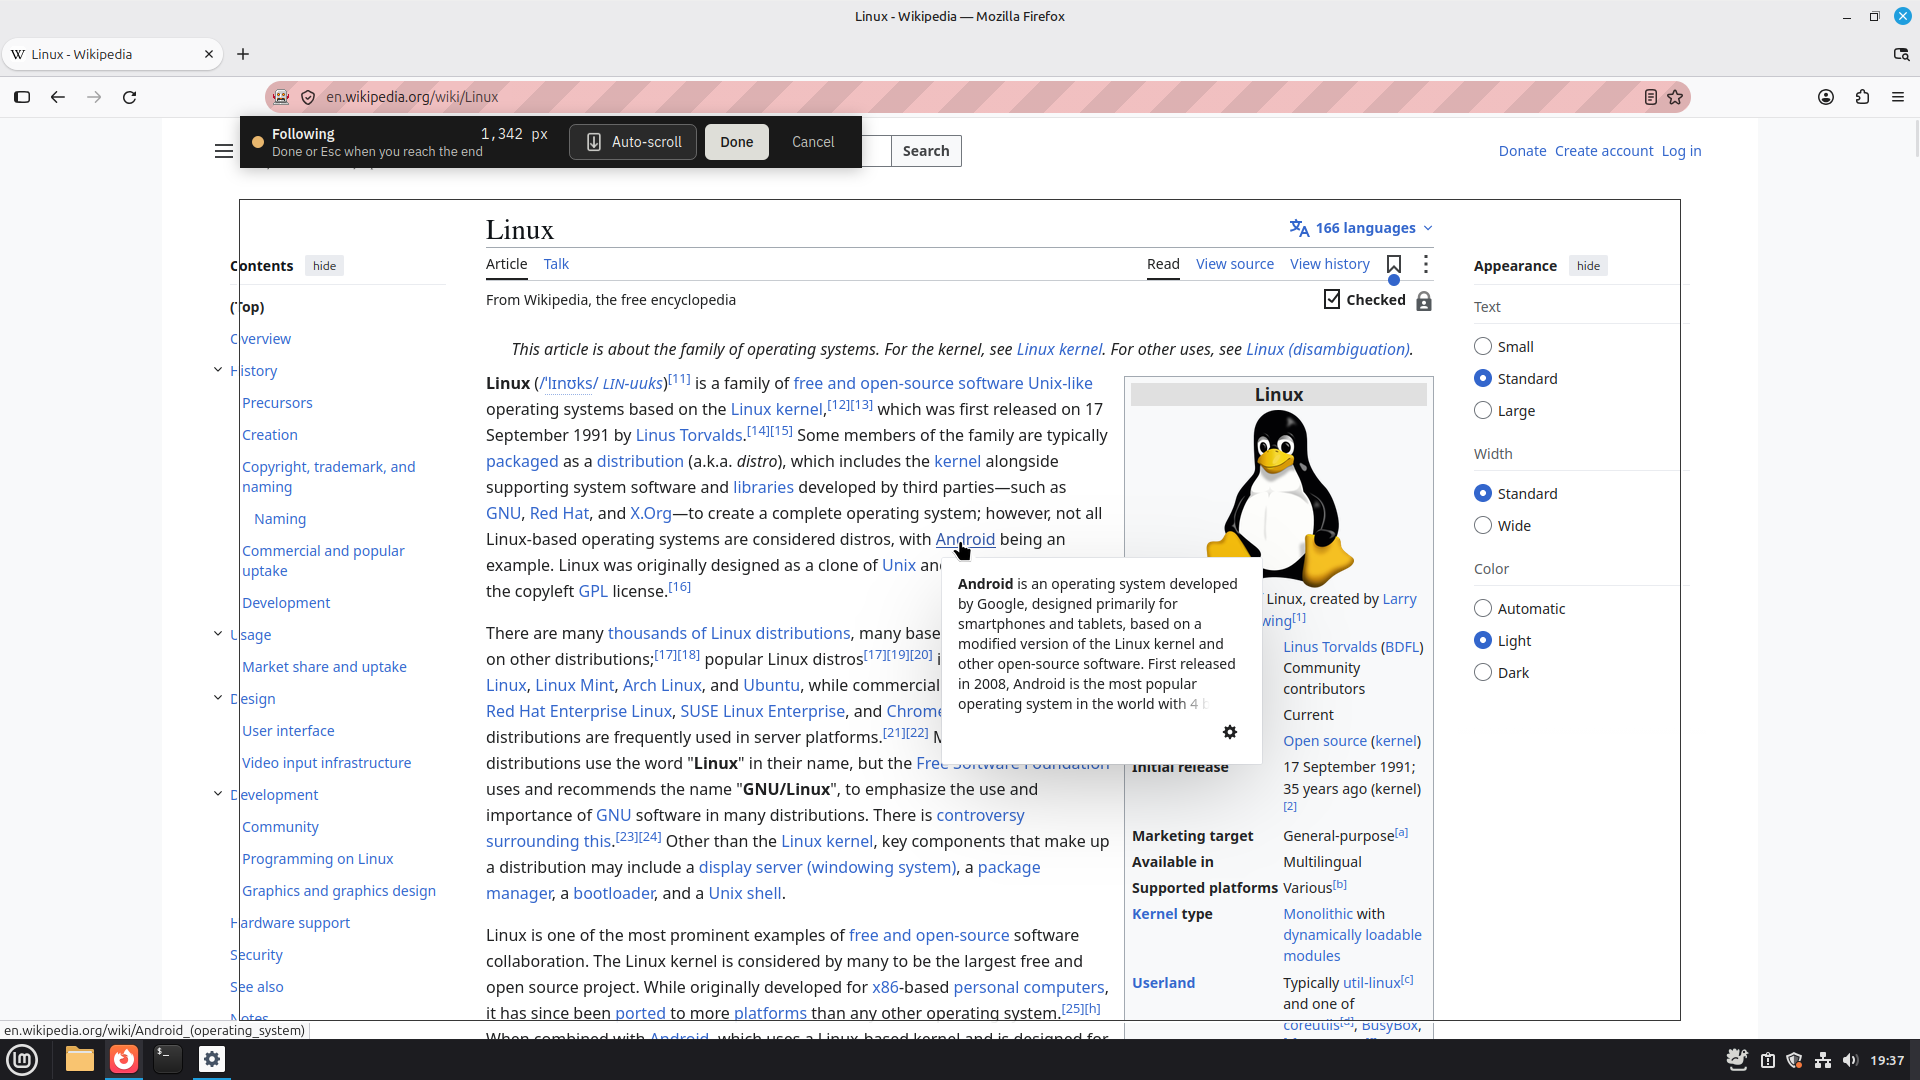 Linux - Wikipedia — Mozilla Firefox
Linux - Wikipedia
en.wikipedia.org/wiki/Linux
Following
Done or Esc when you reach the end
1,342 px
Auto-scroll
Done
Cancel
Search
Donate Create account Log in
Contents hide
(Top)
Overview
History
Precursors
Creation
Copyright, trademark, and
naming
Naming
Commercial and popular
uptake
Development
Usage
Market share and uptake
Design
User interface
Video input infrastructure
Development
Community
Programming on Linux
Graphics and graphics design
Hardware support
Security
See also
Notes
Linux
166 languages
Article Talk
Read View source View history
From Wikipedia, the free encyclopedia
Checked
This article is about the family of operating systems. For the kernel, see Linux kernel. For other uses, see Linux (disambiguation).
Linux (/ˈlɪnʊks/ LIN-uuks)[11] is a family of free and open-source software Unix-like
operating systems based on the Linux kernel,[12][13] which was first released on 17
September 1991 by Linus Torvalds.[14][15] Some members of the family are typically
packaged as a distribution (a.k.a. distro), which includes the kernel alongside
supporting system software and libraries developed by third parties—such as
GNU, Red Hat, and X.Org—to create a complete operating system; however, not all
Linux-based operating systems are considered distros, with Android being an
example. Linux was originally designed as a clone of Unix and
the copyleft GPL license.[16]
There are many thousands of Linux distributions, many base
on other distributions;[17][18] popular Linux distros[17][19][20] i
Linux, Linux Mint, Arch Linux, and Ubuntu, while commercial
Red Hat Enterprise Linux, SUSE Linux Enterprise, and Chrome
distributions are frequently used in server platforms.[21][22] M
distributions use the word "Linux" in their name, but the Free Software Foundation
uses and recommends the name "GNU/Linux", to emphasize the use and
importance of GNU software in many distributions. There is controversy
surrounding this.[23][24] Other than the Linux kernel, key components that make up
a distribution may include a display server (windowing system), a package
manager, a bootloader, and a Unix shell.
Linux is one of the most prominent examples of free and open-source software
collaboration. The Linux kernel is considered by many to be the largest free and
open source project. While originally developed for x86-based personal computers,
it has since been ported to more platforms than any other operating system.[25][h]
When combined with Android, which uses a Linux-based kernel and is designed for
Android is an operating system developed
by Google, designed primarily for
smartphones and tablets, based on a
modified version of the Linux kernel and
other open-source software. First released
in 2008, Android is the most popular
operating system in the world with 4 b
Linux
Linux, created by Larry
wing[1]
Linus Torvalds (BDFL)
Community
contributors
Current
Open source (kernel)
Initial release 17 September 1991;
35 years ago (kernel)
[2]
Marketing target General-purpose[a]
Available in Multilingual
Supported platforms Various[b]
Kernel type Monolithic with
dynamically loadable
modules
Userland Typically util-linux[c]
and one of
coreutils[d], BusyBox,
Appearance hide
Text
Small
Standard
Large
Width
Standard
Wide
Color
Automatic
Light
Dark
en.wikipedia.org/wiki/Android_(operating_system)
19:37